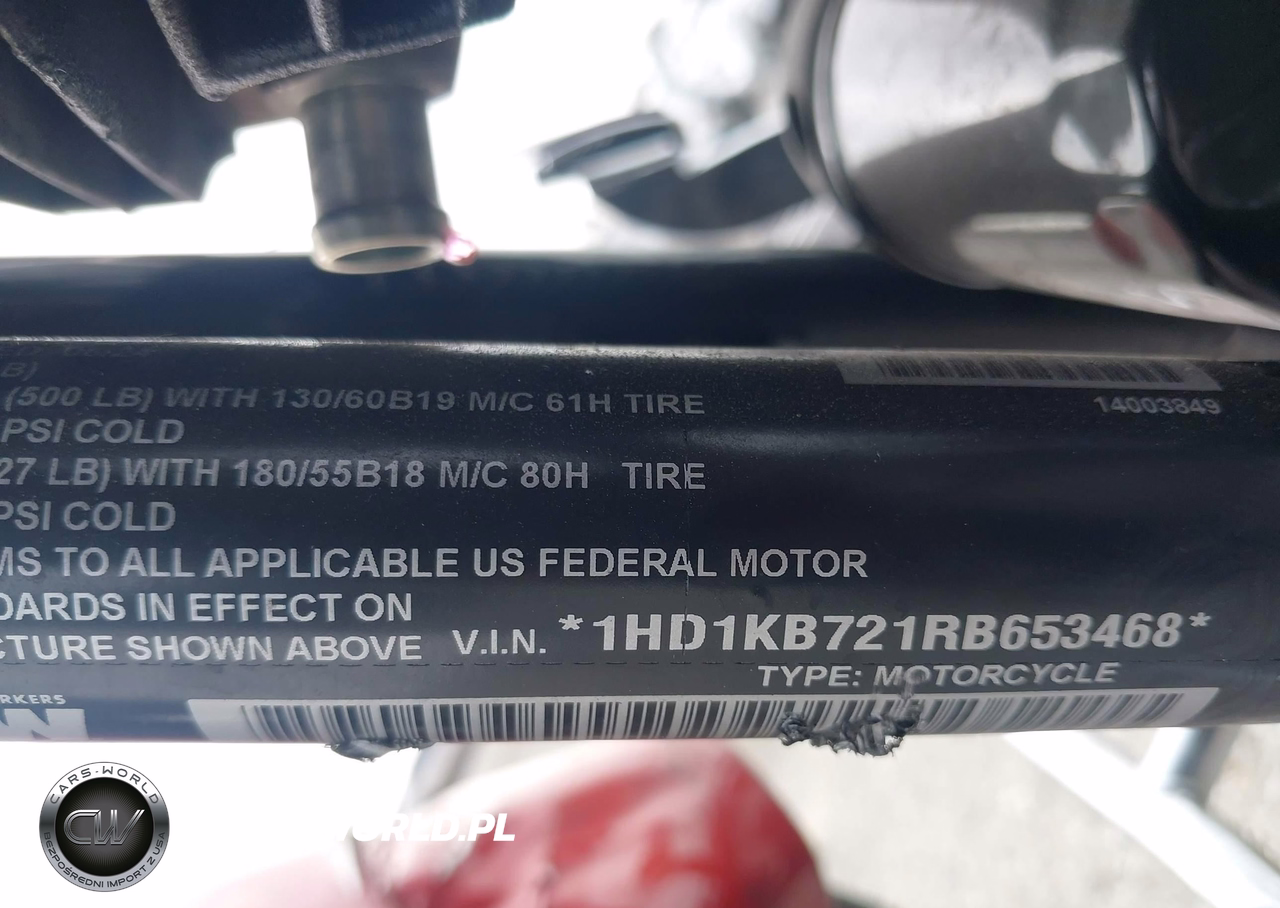 B)
(500 LB) WITH 130/60B19 M/C 61H TIRE
14003849
PSI COLD
27 LB) WITH 180/55B18 M/C 80H TIRE
PSI COLD
MS TO ALL APPLICABLE US FEDERAL MOTOR
DARDS IN EFFECT ON
CTURE SHOWN ABOVE V.I.N. *1HD1KB721RB653468*
TYPE: MOTORCYCLE
RKERS
N
CARS-WORLD
CW
BEZPOŚREDNI IMPORT Z USA
WORLD.PL